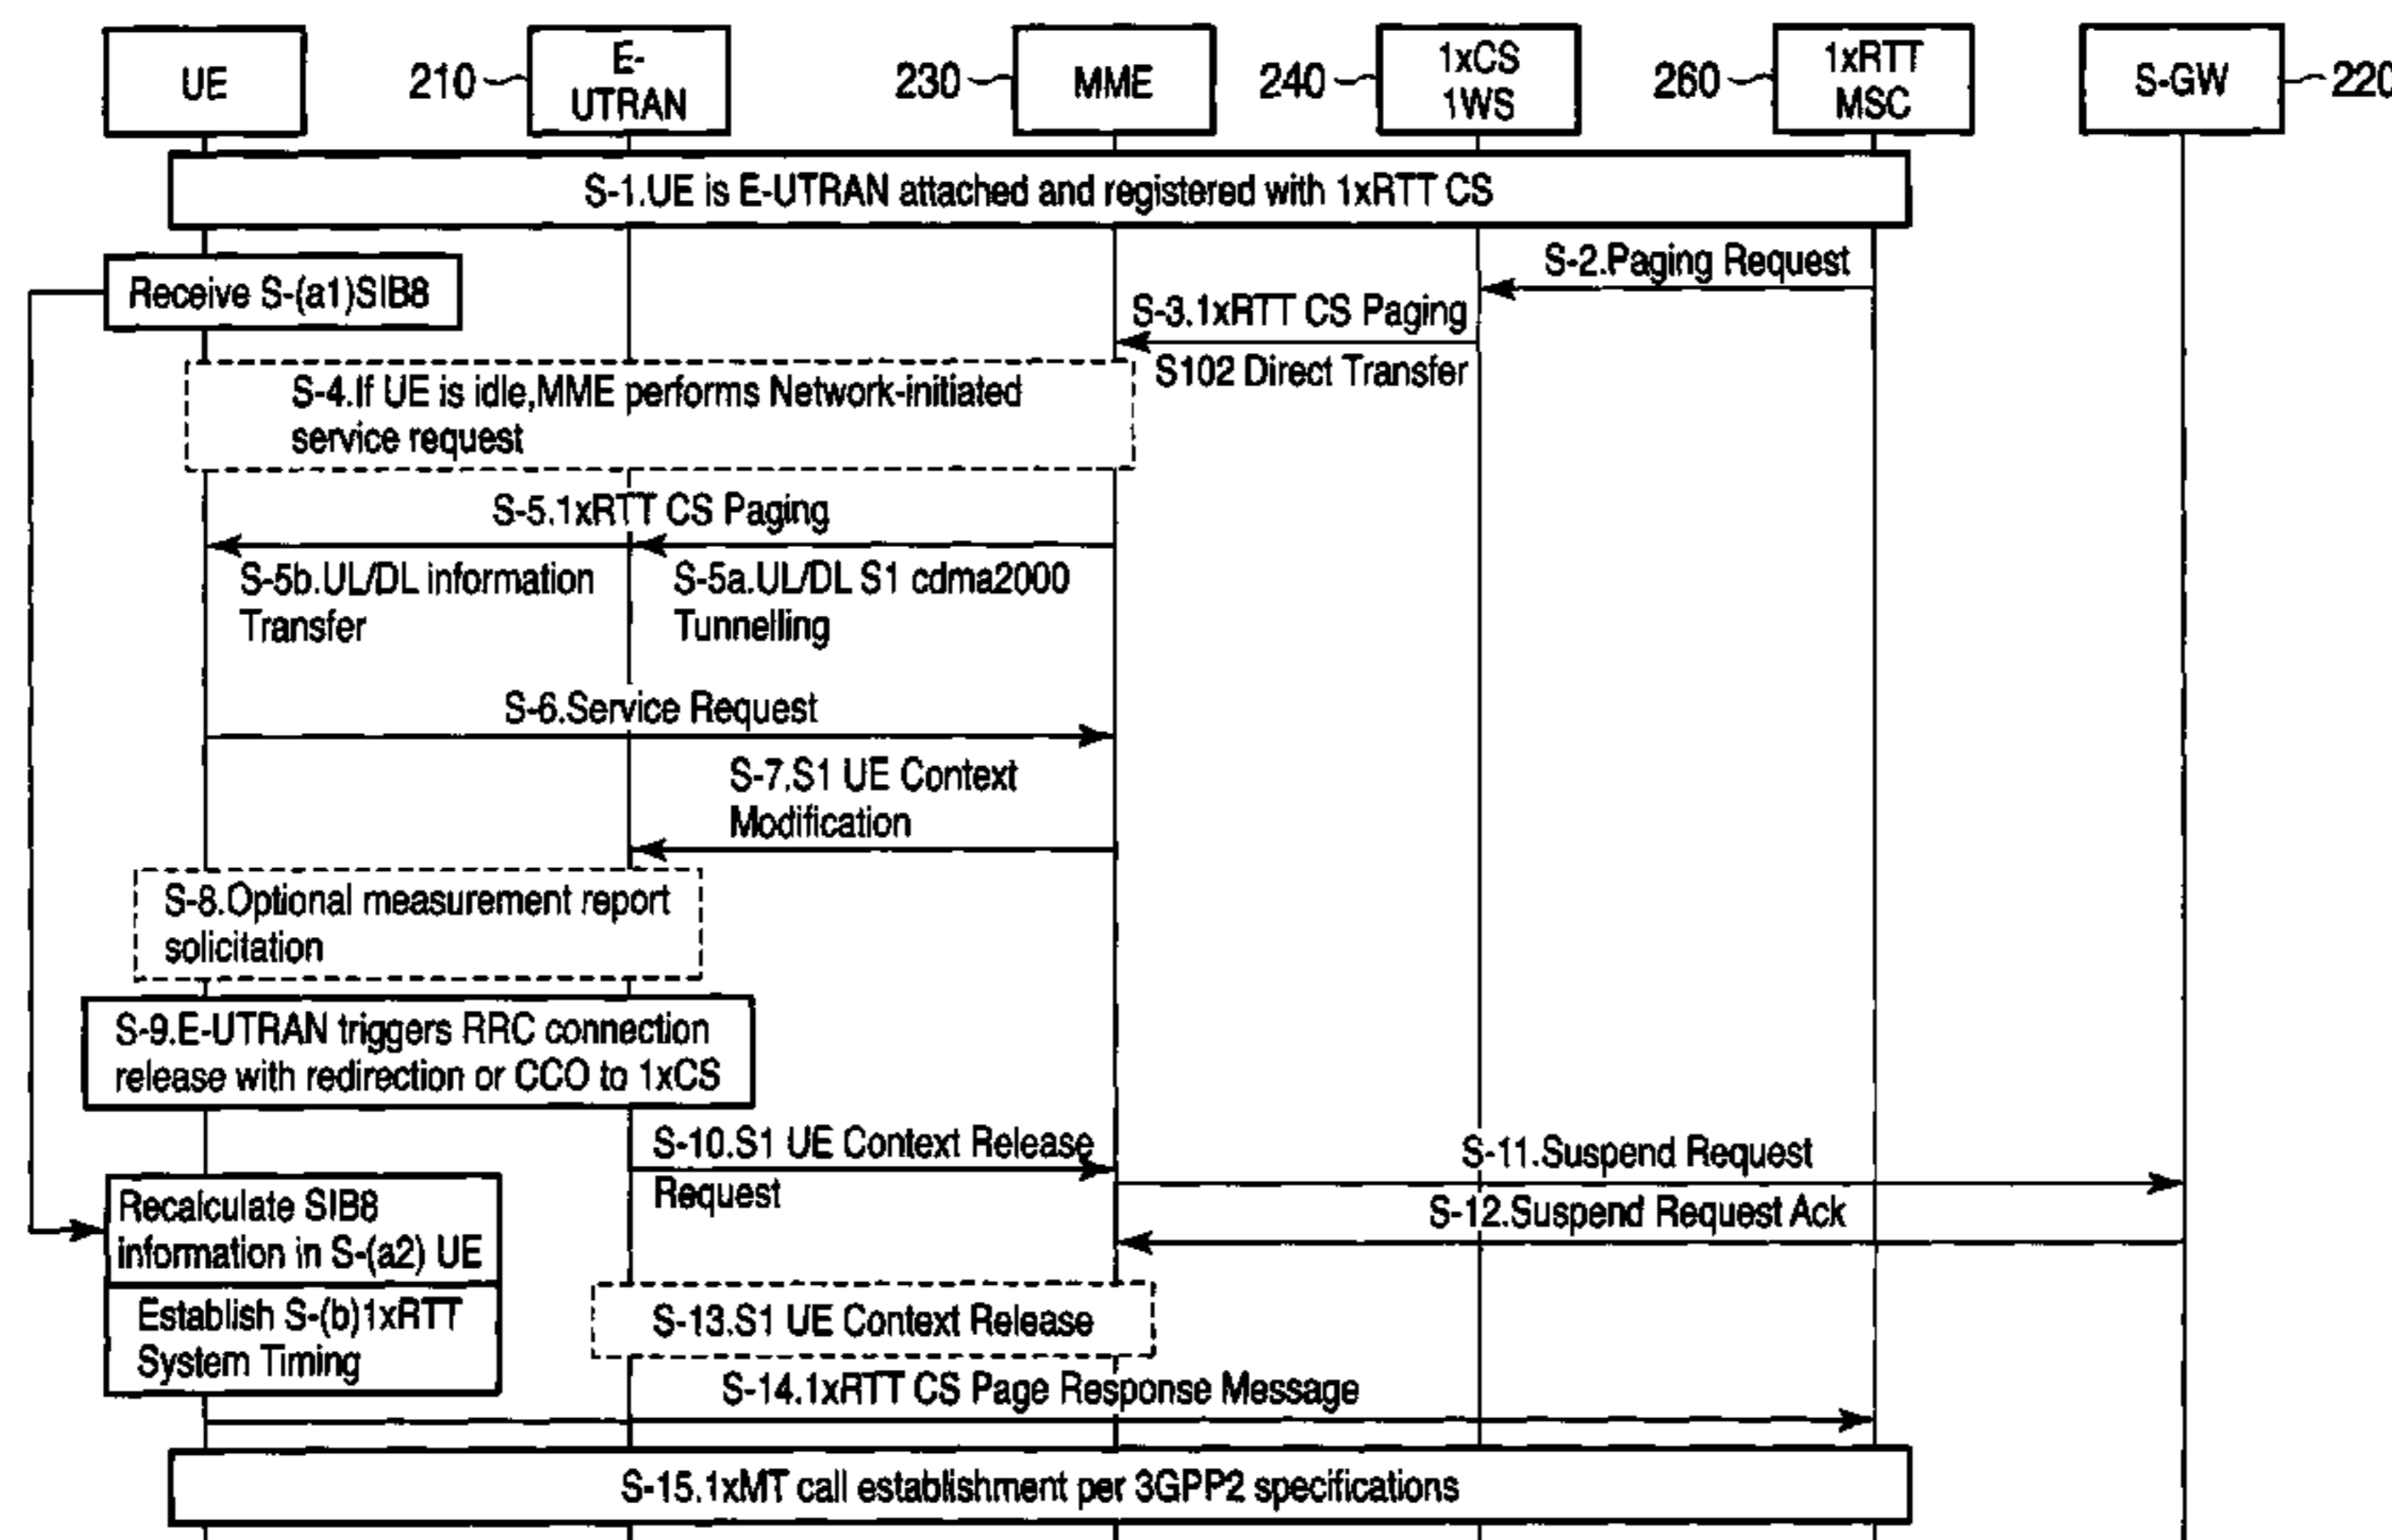 UE
210
E-
UTRAN
230
MME
240
1xCS
1WS
260
1xRTT
MSC
S-GW
220
S-1.UE is E-UTRAN attached and registered with 1xRTT CS
S-2.Paging Request
Receive S-(a1)SIB8
S-3.1xRTT CS Paging
S102 Direct Transfer
S-4.If UE is idle,MME performs Network-initiated
service request
S-5.1xRTT CS Paging
S-5b.UL/DL information
Transfer
S-5a.UL/DL S1 cdma2000
Tunnelling
S-6.Service Request
S-7.S1 UE Context
Modification
S-8.Optional measurement report
solicitation
S-9.E-UTRAN triggers RRC connection
release with redirection or CCO to 1xCS
S-10.S1 UE Context Release
Request
S-11.Suspend Request
S-12.Suspend Request Ack
Recalculate SIB8
information in S-(a2) UE
Establish S-(b)1xRTT
System Timing
S-13.S1 UE Context Release
S-14.1xRTT CS Page Response Message
S-15.1xMT call establishment per 3GPP2 specifications